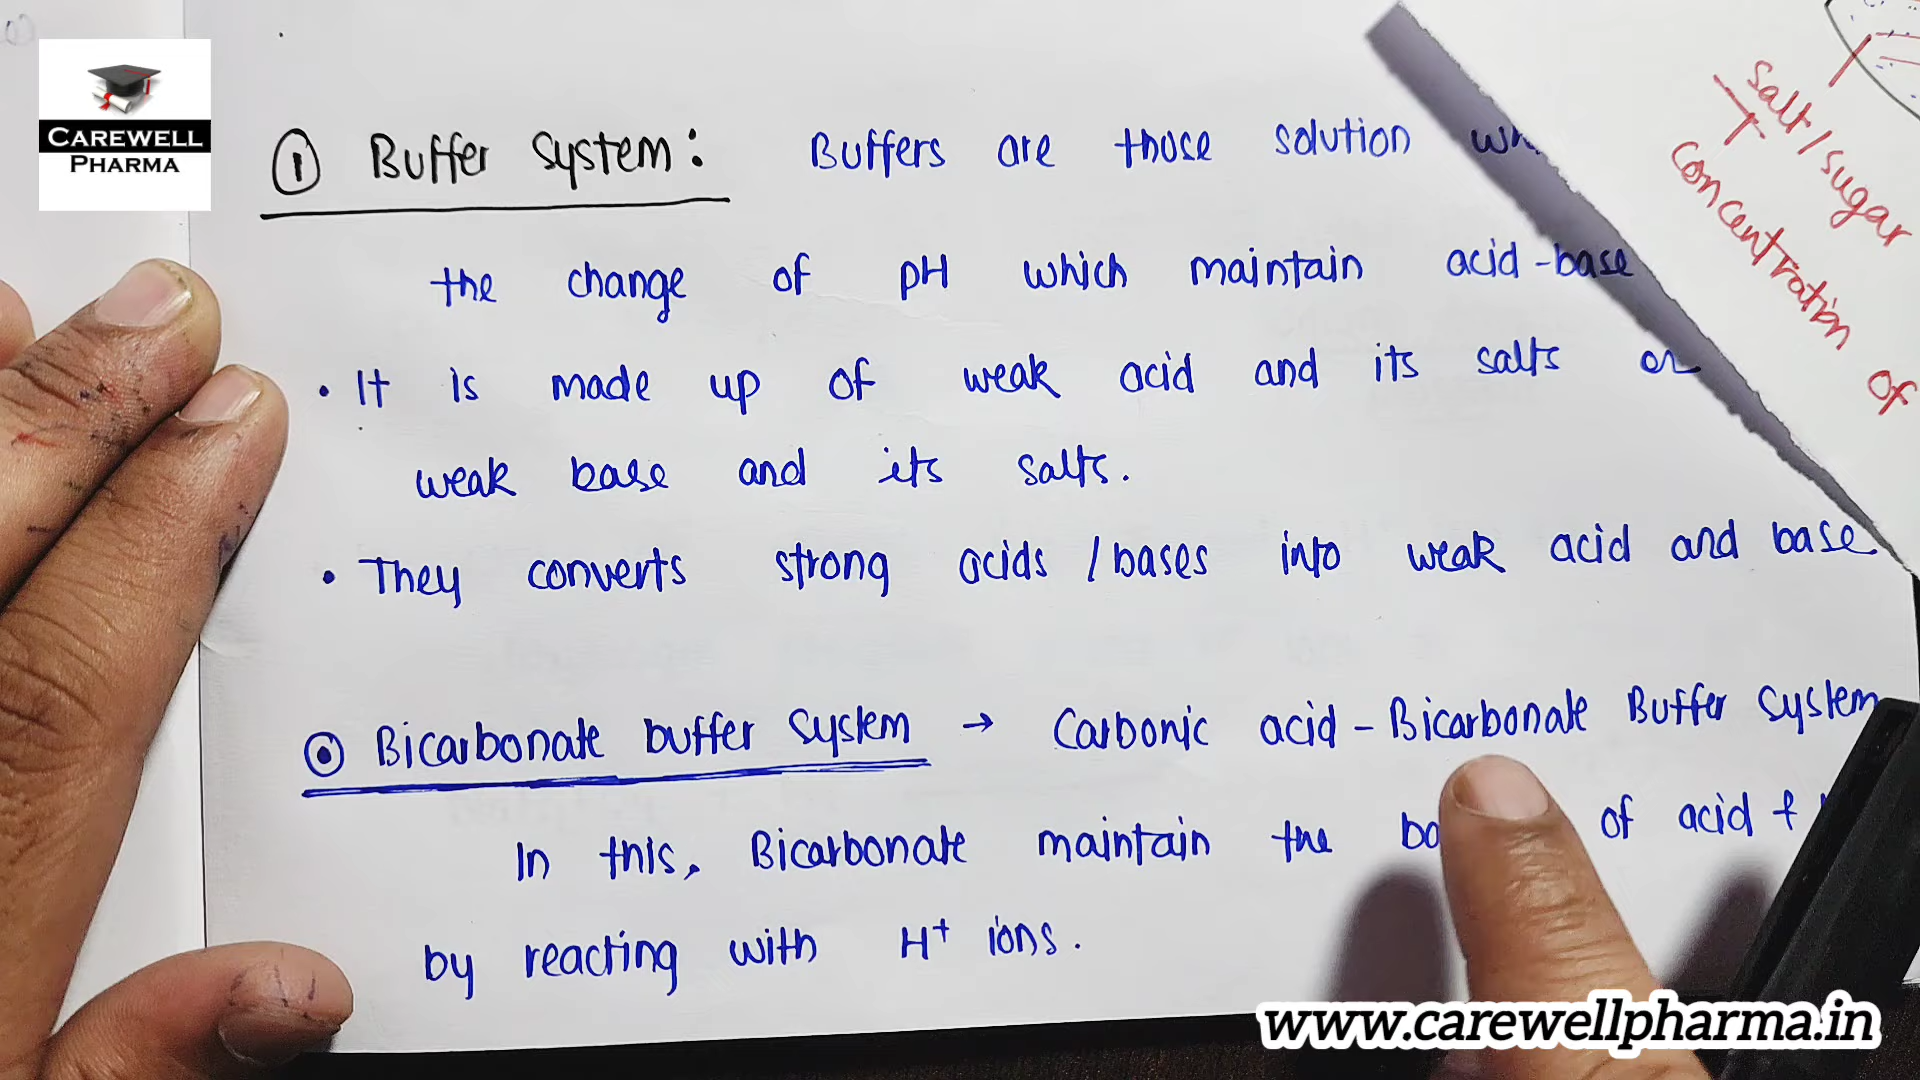 CAREWELL
PHARMA
① Buffer System: Buffers are those solution
the change of pH which maintain acid-base
• It is made up of weak acid and its salts or
weak base and its salts.
• They converts strong acids / bases into weak acid and base
Bicarbonate buffer system → Carbonic acid - Bicarbonate Buffer system
In this, Bicarbonate maintain the of acid +
by reacting with H⁺ ions.
salt / sugar
concentration of
www.carewellpharma.in